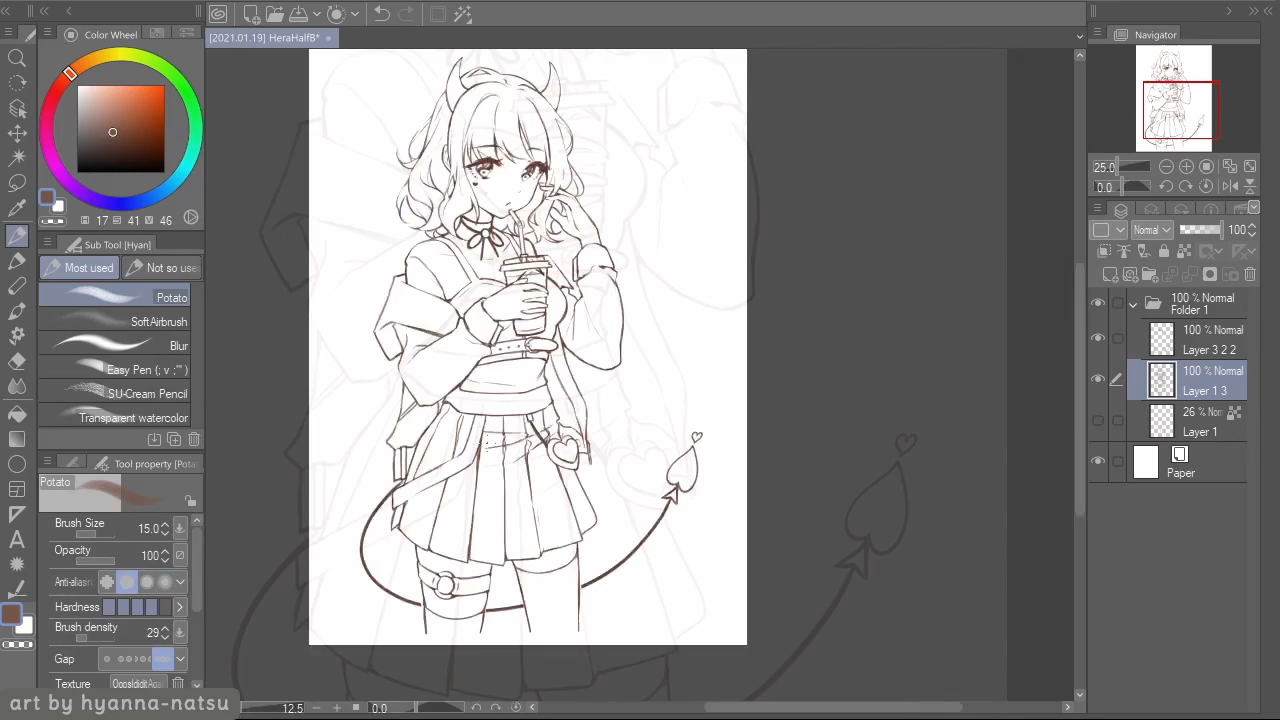 [2021.01.19] HeraHalfB*
Color Wheel
H 17 S 41 V 46
Sub Tool [Hyan]
Most used
Not so use
Potato
SoftAirbrush
Blur
Easy Pen (; v ;'" )
SU-Cream Pencil
Transparent watercolor
Tool property [Potat
Potato
Brush Size
15.0
Opacity
100
Anti-aliasin
Hardness
Brush density
29
Gap
Texture
art by hyanna-natsu
12.5
0.0
Navigator
25.0
0.0
Normal
100
100 % Normal
Folder 1
100 % Normal
Layer 3 2 2
100 % Normal
Layer 1 3
26 % Norm
Layer 1
Paper